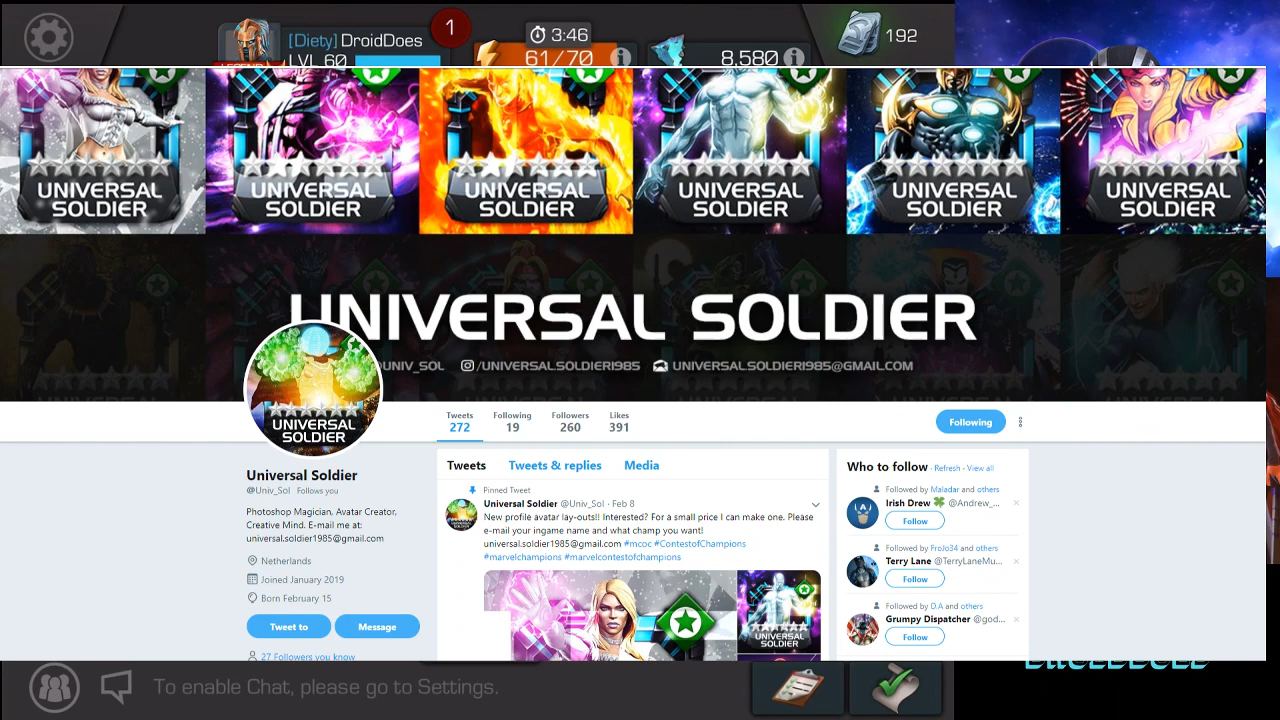 1
[Diety] DroidDoes
LVL 60
3:46
61/70
8,580
192
UNIVERSAL SOLDIER
UNIVERSAL SOLDIER
UNIVERSAL SOLDIER
UNIVERSAL SOLDIER
UNIVERSAL SOLDIER
UNIVERSAL SOLDIER
UNIVERSAL SOLDIER
UNIV_SOL
/UNIVERSAL.SOLDIER1985
UNIVERSAL.SOLDIER1985@GMAIL.COM
UNIVERSAL SOLDIER
Tweets 272
Following 19
Followers 260
Likes 391
Following
Universal Soldier
@Univ_Sol Follows you
Photoshop Magician, Avatar Creator,
Creative Mind. E-mail me at:
universal.soldier1985@gmail.com
Netherlands
Joined January 2019
Born February 15
Tweet to
Message
27 Followers you know
Tweets Tweets & replies Media
Pinned Tweet
Universal Soldier @Univ_Sol · Feb 8
New profile avatar lay-outs!! Interested? For a small price I can make one. Please
e-mail your ingame name and what champ you want!
universal.soldier1985@gmail.com #mcoc #ContestofChampions
#marvelchampions #marvelcontestofchampions
UNIVERSAL SOLDIER
Who to follow · Refresh · View all
Followed by Maladar and others
Irish Drew 🍀 @Andrew_...
Follow
Followed by FroJo34 and others
Terry Lane @TerryLaneMu...
Follow
Followed by D.A and others
Grumpy Dispatcher @god...
Follow
To enable Chat, please go to Settings.